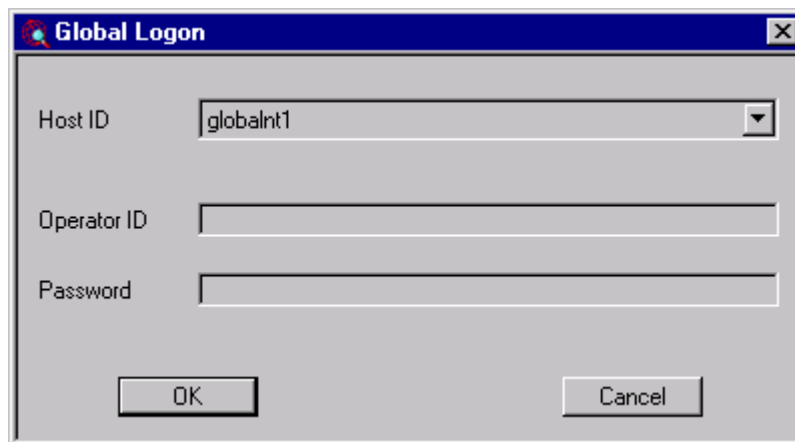 Global Logon
Host ID globalnt1
Operator ID
Password
OK Cancel